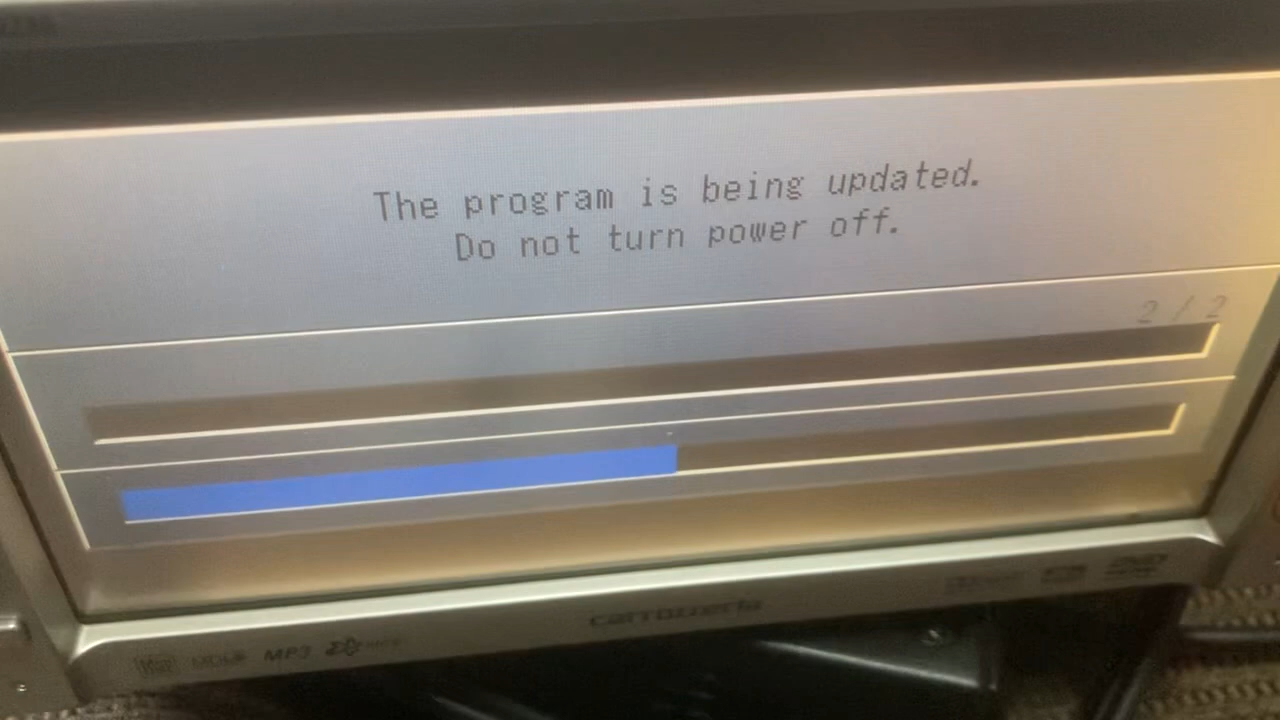 The program is being updated.
Do not turn power off.
2 / 2
carrozzeria
MP3